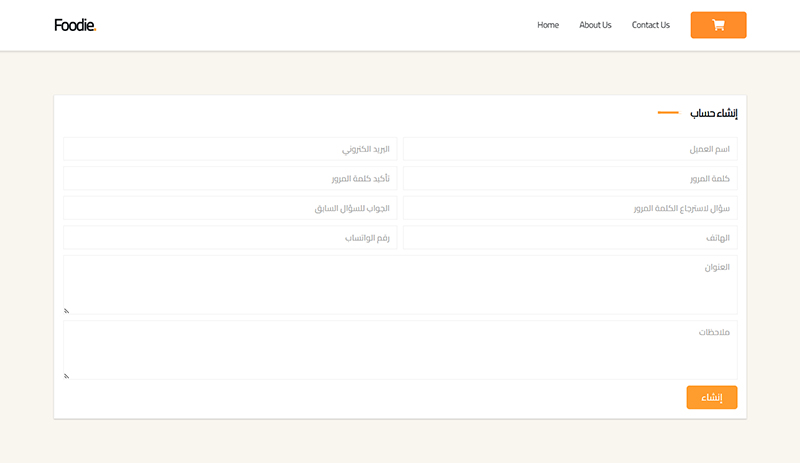 Foodie.
Home About Us Contact Us
إنشاء حساب
اسم العميل البريد الكتروني
كلمة المرور تأكيد كلمة المرور
سؤال لاسترجاع الكلمة المرور الجواب للسؤال السابق
الهاتف رقم الواتساب
العنوان
ملاحظات
إنشاء